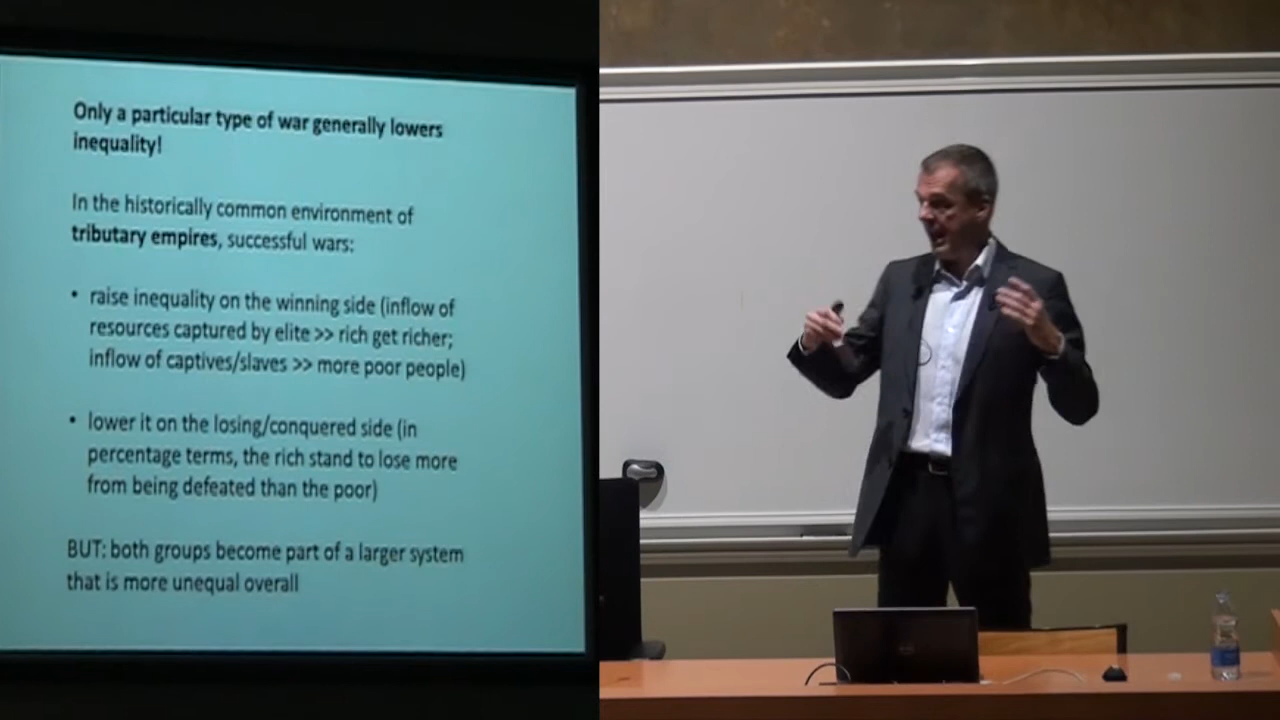 Only a particular type of war generally lowers
inequality!
In the historically common environment of
tributary empires, successful wars:
• raise inequality on the winning side (inflow of
resources captured by elite >> rich get richer;
inflow of captives/slaves >> more poor people)
• lower it on the losing/conquered side (in
percentage terms, the rich stand to lose more
from being defeated than the poor)
BUT: both groups become part of a larger system
that is more unequal overall